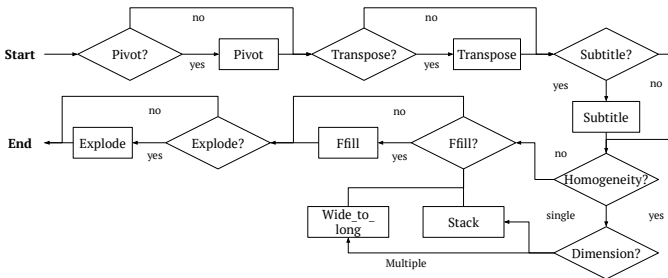 no
no
Start
Pivot?
Pivot
Transpose?
Transpose
Subtitle?
yes
yes
yes
no
Subtitle
no
no
End
Explode
Explode?
Ffill
Ffill?
Homogeneity?
yes
yes
no
single
yes
Wide_to_
long
Stack
Dimension?
Multiple